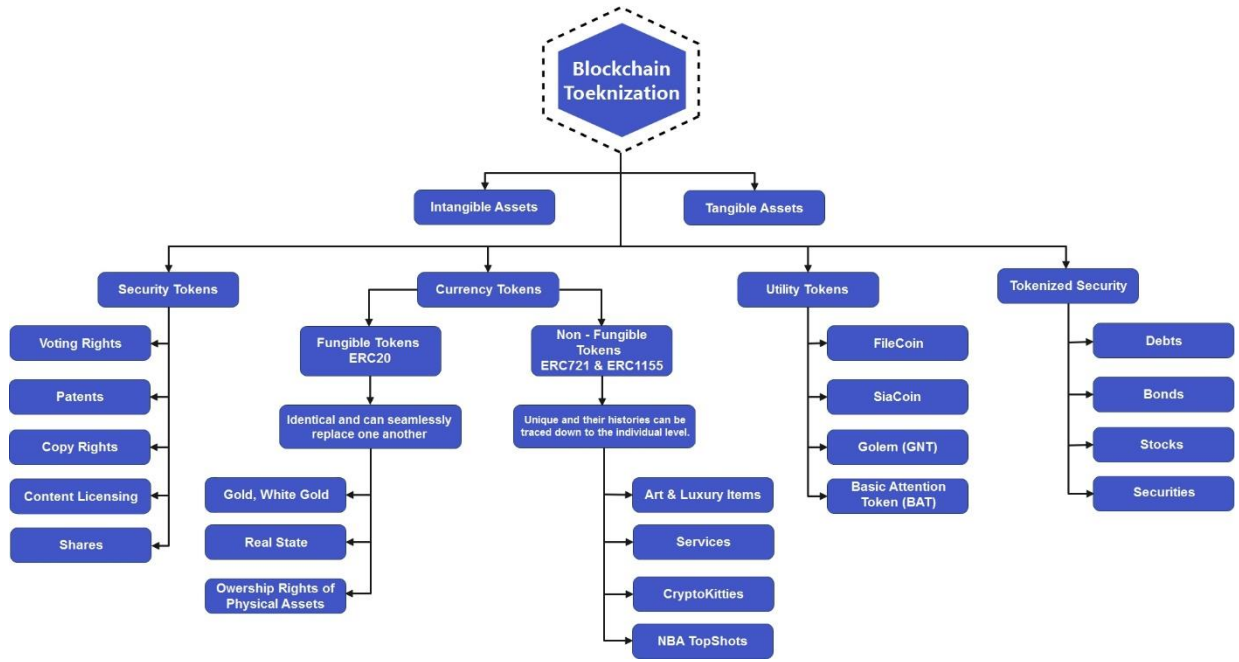 Blockchain
Toeknization
Intangible Assets
Tangible Assets
Security Tokens
Currency Tokens
Utility Tokens
Tokenized Security
Voting Rights
Patents
Copy Rights
Content Licensing
Shares
Fungible Tokens
ERC20
Identical and can seamlessly
replace one another
Gold, White Gold
Real State
Owership Rights of
Physical Assets
Non - Fungible
Tokens
ERC721 & ERC1155
Unique and their histories can be
traced down to the individual level.
Art & Luxury Items
Services
CryptoKitties
NBA TopShots
FileCoin
SiaCoin
Golem (GNT)
Basic Attention
Token (BAT)
Debts
Bonds
Stocks
Securities